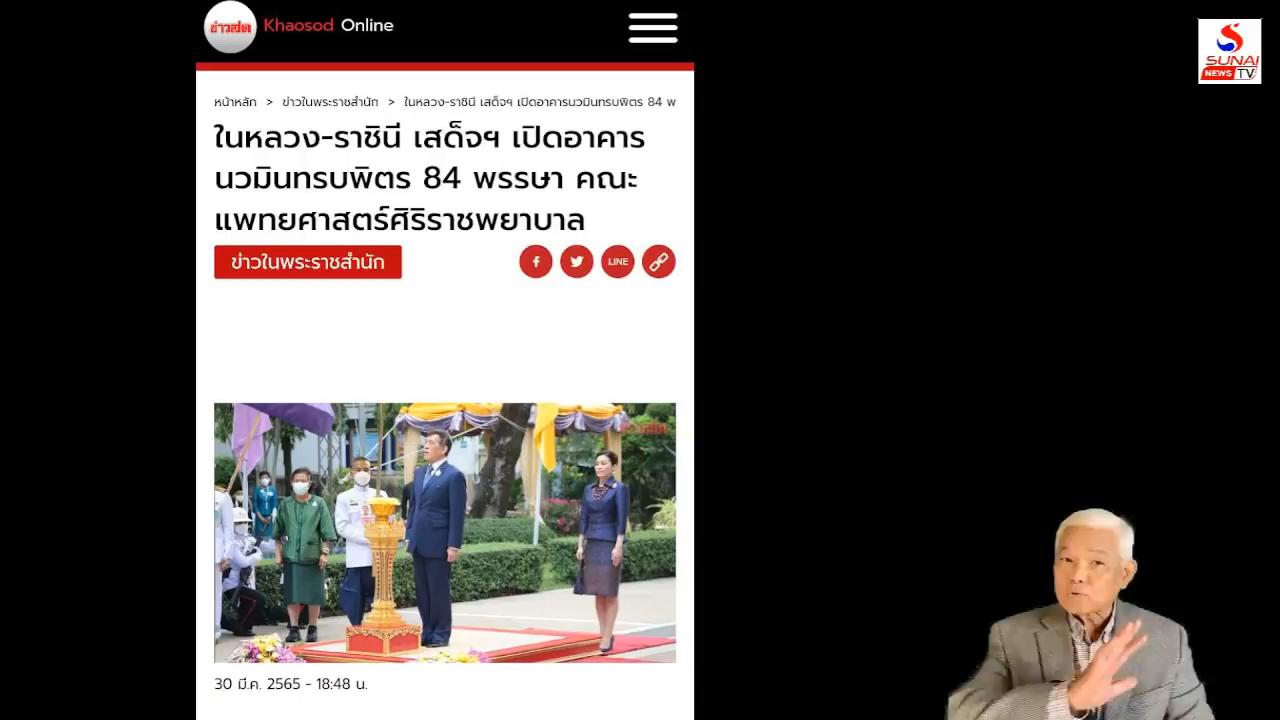 ข่าวสด Khaosod Online
SUNAI
NEWS TV
หน้าหลัก > ข่าวในพระราชสำนัก > ในหลวง-ราชินี เสด็จฯ เปิดอาคารนวมินทรบพิตร 84 พ
ในหลวง-ราชินี เสด็จฯ เปิดอาคาร
นวมินทรบพิตร 84 พรรษา คณะ
แพทยศาสตร์ศิริราชพยาบาล
ข่าวในพระราชสำนัก
LINE
ข่าวสด
30 มี.ค. 2565 - 18:48 น.